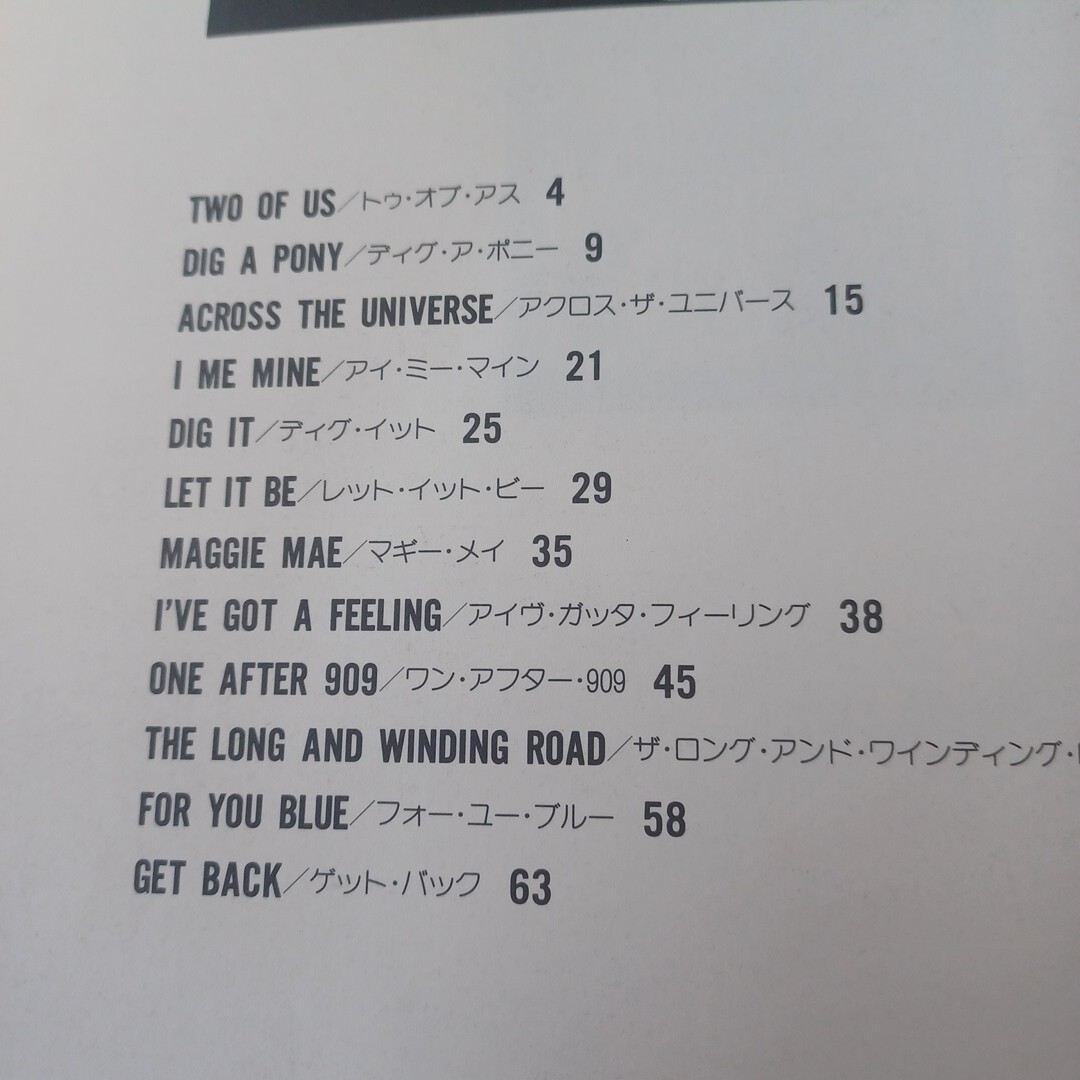 TWO OF US/トゥ・オブ・アス 4
DIG A PONY/ディグ・ア・ポニー 9
ACROSS THE UNIVERSE/アクロス・ザ・ユニバース 15
I ME MINE/アイ・ミー・マイン 21
DIG IT/ディグ・イット 25
LET IT BE/レット・イット・ビー 29
MAGGIE MAE/マギー・メイ 35
I'VE GOT A FEELING/アイヴ・ガッタ・フィーリング 38
ONE AFTER 909/ワン・アフター・909 45
THE LONG AND WINDING ROAD/ザ・ロング・アンド・ワインディング・
FOR YOU BLUE/フォー・ユー・ブルー 58
GET BACK/ゲット・バック 63